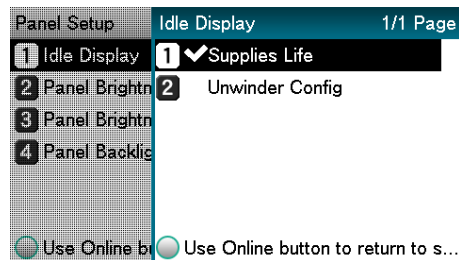 Panel Setup
1 Idle Display
2 Panel Brightn
3 Panel Brightn
4 Panel Backlig
Use Online b
Idle Display 1/1 Page
1 Supplies Life
2 Unwinder Config
Use Online button to return to s...